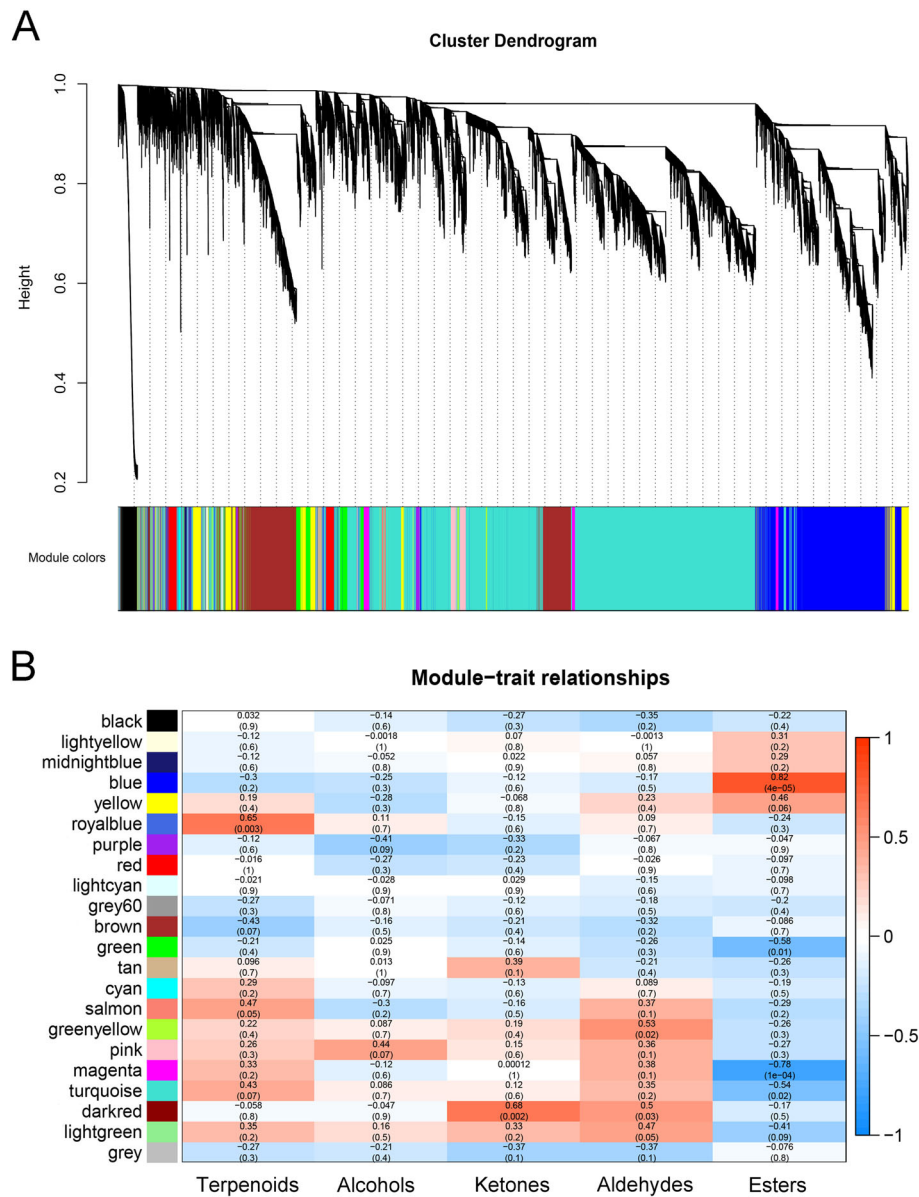 A
Cluster Dendrogram
Height
1.0
0.8
0.6
0.4
0.2
Module colors
B
Module−trait relationships
black 0.032 −0.14 −0.27 −0.35 −0.22
(0.9) (0.6) (0.3) (0.2) (0.4)
lightyellow −0.12 −0.0018 0.07 −0.0013 0.31
(0.6) (1) (0.8) (1) (0.2)
midnightblue −0.12 −0.052 0.022 0.057 0.29
(0.6) (0.8) (0.9) (0.8) (0.2)
blue −0.3 −0.25 −0.12 −0.17 0.82
(0.2) (0.3) (0.6) (0.5) (4e−05)
yellow 0.19 −0.28 −0.068 0.23 0.46
(0.4) (0.3) (0.8) (0.4) (0.06)
royalblue 0.65 0.11 −0.15 0.09 −0.24
(0.003) (0.7) (0.6) (0.7) (0.3)
purple −0.12 −0.41 −0.33 −0.067 −0.047
(0.6) (0.09) (0.2) (0.8) (0.9)
red −0.016 −0.27 −0.23 −0.026 −0.097
(1) (0.3) (0.4) (0.9) (0.7)
lightcyan −0.021 −0.028 0.029 −0.15 −0.098
(0.9) (0.9) (0.9) (0.6) (0.7)
grey60 −0.27 −0.071 −0.12 −0.18 −0.2
(0.3) (0.8) (0.6) (0.5) (0.4)
brown −0.43 −0.16 −0.21 −0.32 −0.086
(0.07) (0.5) (0.4) (0.2) (0.7)
green −0.21 0.025 −0.14 −0.26 −0.58
(0.4) (0.9) (0.6) (0.3) (0.01)
tan 0.096 0.013 0.39 −0.21 −0.26
(0.7) (1) (0.1) (0.4) (0.3)
cyan 0.29 −0.097 −0.13 0.089 −0.19
(0.2) (0.7) (0.6) (0.7) (0.5)
salmon 0.47 −0.3 −0.16 0.37 −0.29
(0.05) (0.2) (0.5) (0.1) (0.2)
greenyellow 0.22 0.087 0.19 0.53 −0.26
(0.4) (0.7) (0.4) (0.02) (0.3)
pink 0.26 0.44 0.15 0.36 −0.27
(0.3) (0.07) (0.6) (0.1) (0.3)
magenta 0.33 −0.12 0.00012 0.38 −0.78
(0.2) (0.6) (1) (0.1) (1e−04)
turquoise 0.43 0.086 0.12 0.35 −0.54
(0.07) (0.7) (0.6) (0.2) (0.02)
darkred −0.058 −0.047 0.68 0.5 −0.17
(0.8) (0.9) (0.002) (0.03) (0.5)
lightgreen 0.35 0.16 0.33 0.47 −0.41
(0.2) (0.5) (0.2) (0.05) (0.09)
grey −0.27 −0.21 −0.37 −0.37 −0.076
(0.3) (0.4) (0.1) (0.1) (0.8)
Terpenoids Alcohols Ketones Aldehydes Esters
1
0.5
0
−0.5
−1